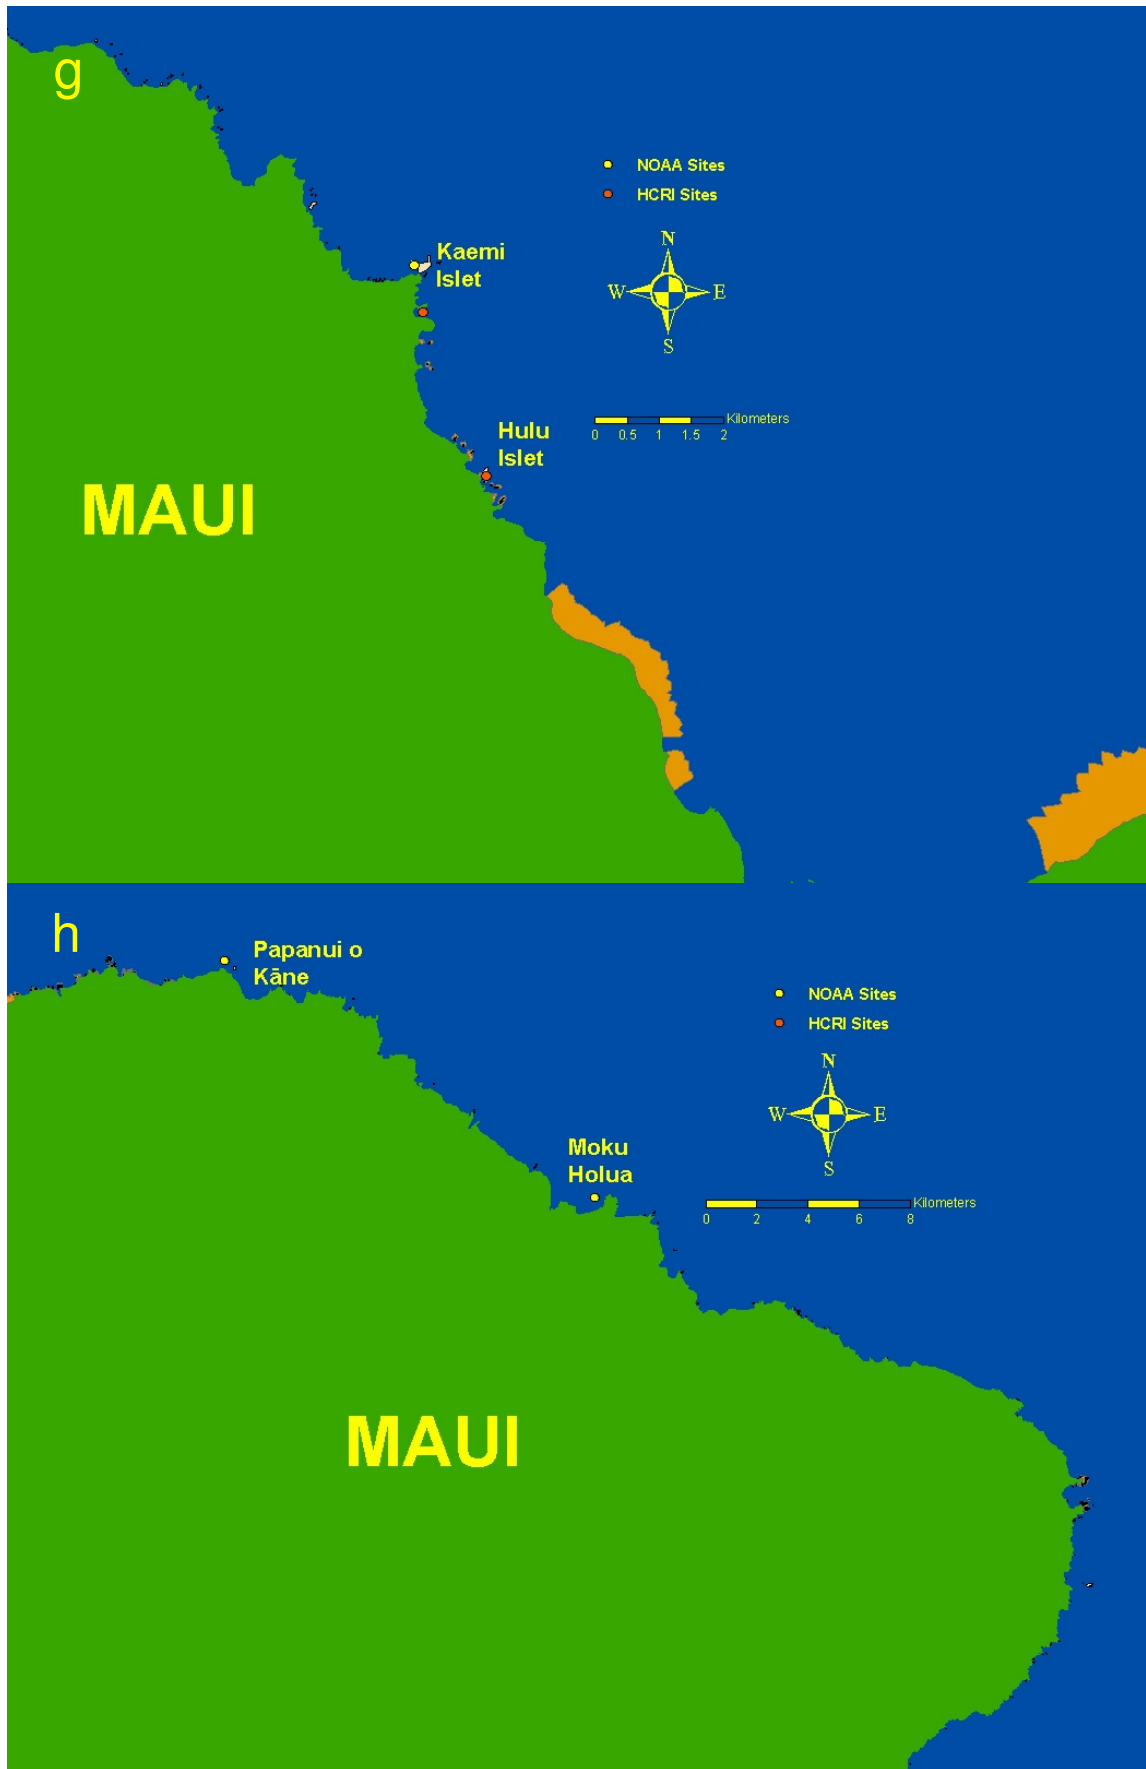 g
NOAA Sites
HCRI Sites
N
W E
S
Kaemi
Islet
Kilometers
0 0.5 1 1.5 2
Hulu
Islet
MAUI
h
Papanui o
Kāne
NOAA Sites
HCRI Sites
N
W E
S
Moku
Holua
Kilometers
0 2 4 6 8
MAUI